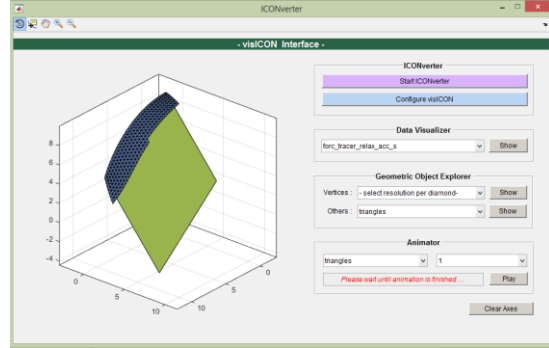 ICONverter
- visICON Interface -
ICONverter
Start ICONverter
Configure visICON
Data Visualizer
forc_tracer_relax_acc_s
Show
Geometric Object Explorer
Vertices :
- select resolution per diamond-
Show
Others :
triangles
Show
Animator
triangles
1
Please wait until animation is finished....
Play
Clear Axes
8
6
4
2
0
-2
-4
0
5
10
10
5
0